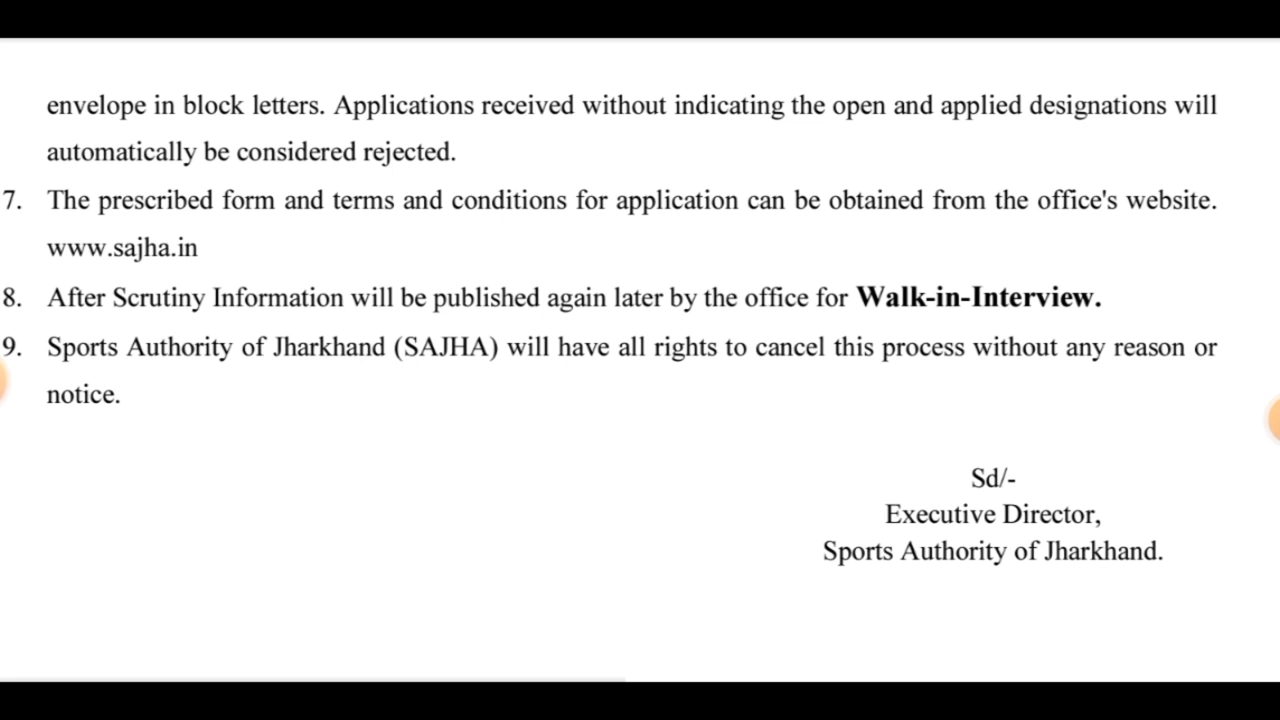 envelope in block letters. Applications received without indicating the open and applied designations will
automatically be considered rejected.
7. The prescribed form and terms and conditions for application can be obtained from the office's website.
www.sajha.in
8. After Scrutiny Information will be published again later by the office for Walk-in-Interview.
9. Sports Authority of Jharkhand (SAJHA) will have all rights to cancel this process without any reason or
notice.
Sd/-
Executive Director,
Sports Authority of Jharkhand.